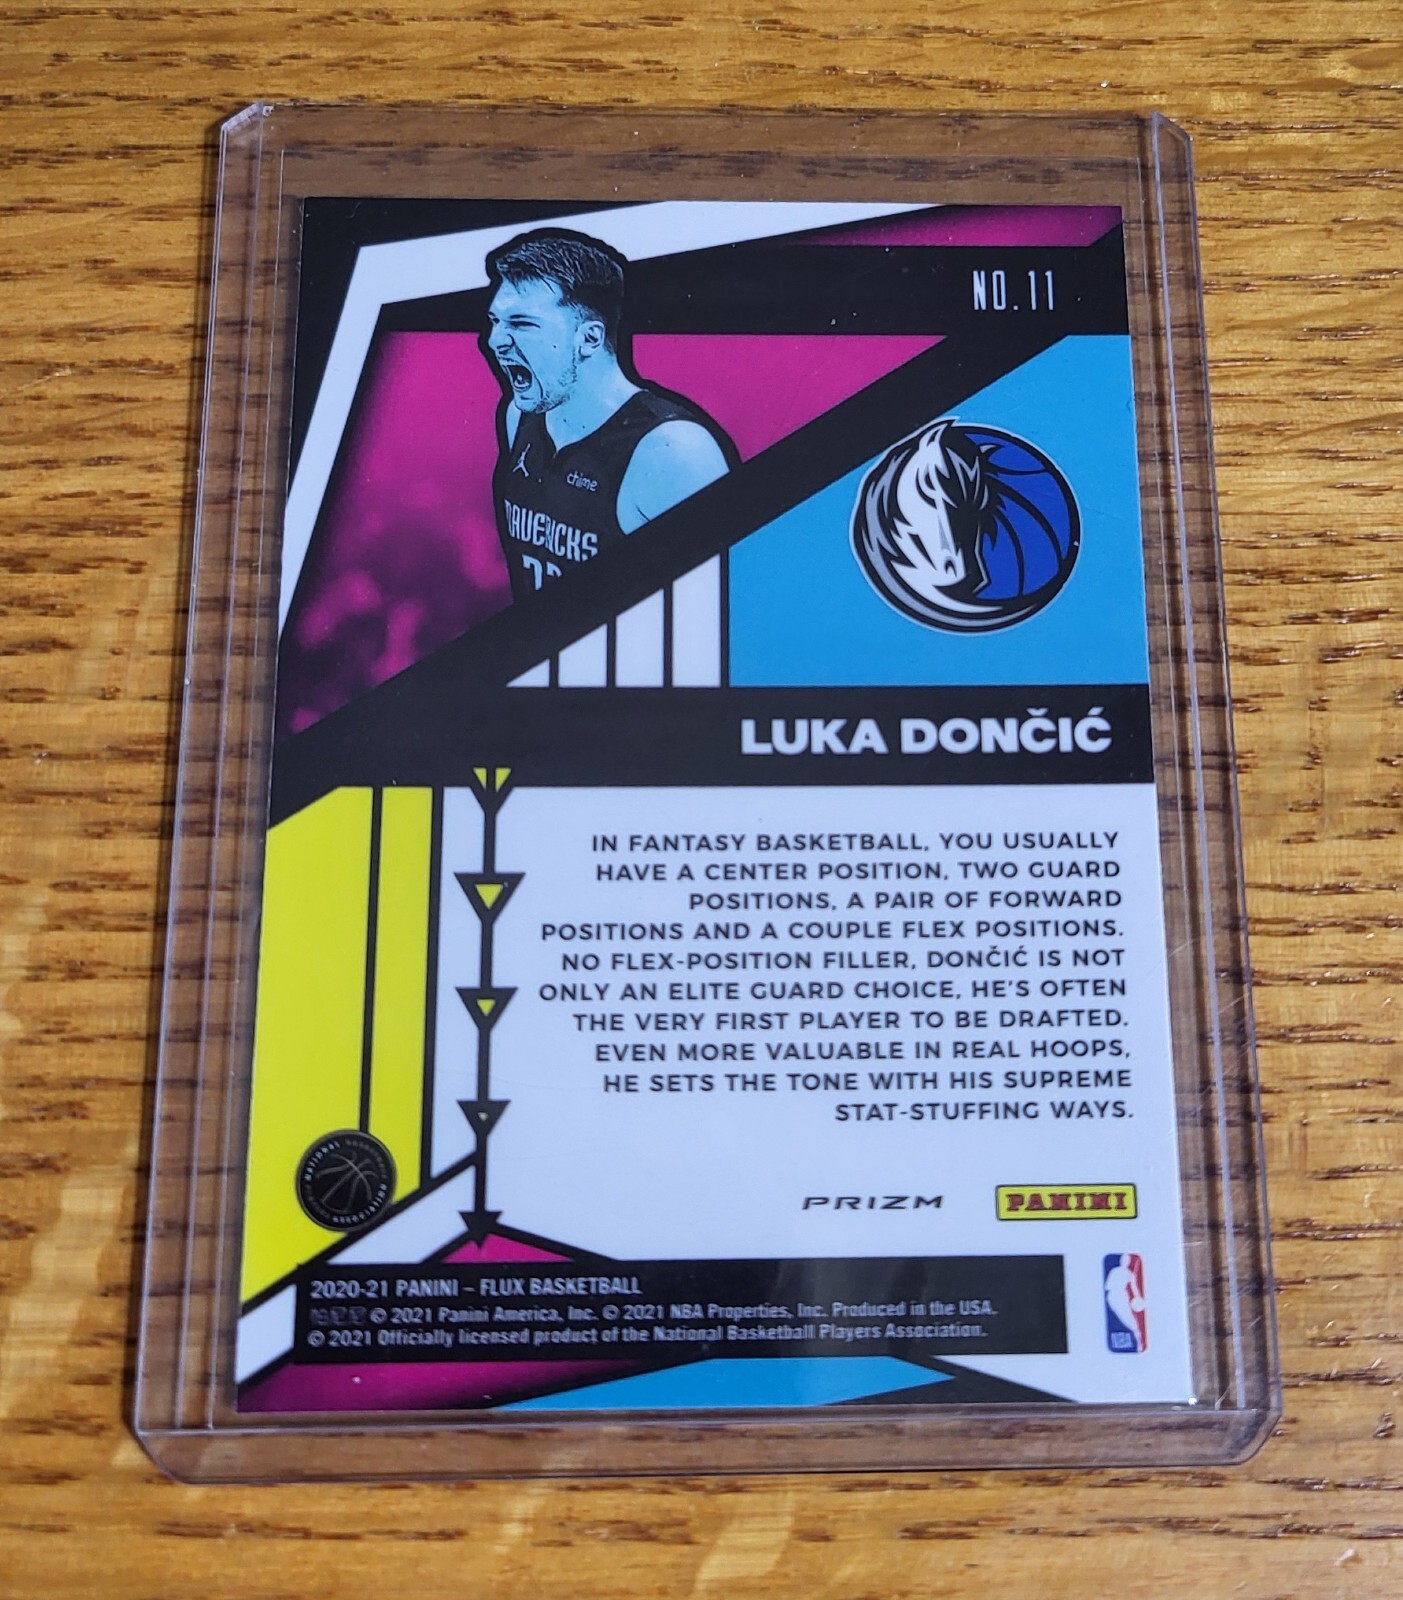 NO.11
chime
MAVERICKS
77
LUKA DONČIĆ
IN FANTASY BASKETBALL, YOU USUALLY
HAVE A CENTER POSITION, TWO GUARD
POSITIONS, A PAIR OF FORWARD
POSITIONS AND A COUPLE FLEX POSITIONS.
NO FLEX-POSITION FILLER, DONČIĆ IS NOT
ONLY AN ELITE GUARD CHOICE, HE'S OFTEN
THE VERY FIRST PLAYER TO BE DRAFTED.
EVEN MORE VALUABLE IN REAL HOOPS,
HE SETS THE TONE WITH HIS SUPREME
STAT-STUFFING WAYS.
PRIZM
PANINI
2020-21 PANINI – FLUX BASKETBALL
© 2021 Panini America, Inc. © 2021 NBA Properties, Inc. Produced in the USA.
© 2021 Officially licensed product of the National Basketball Players Association.
NBA